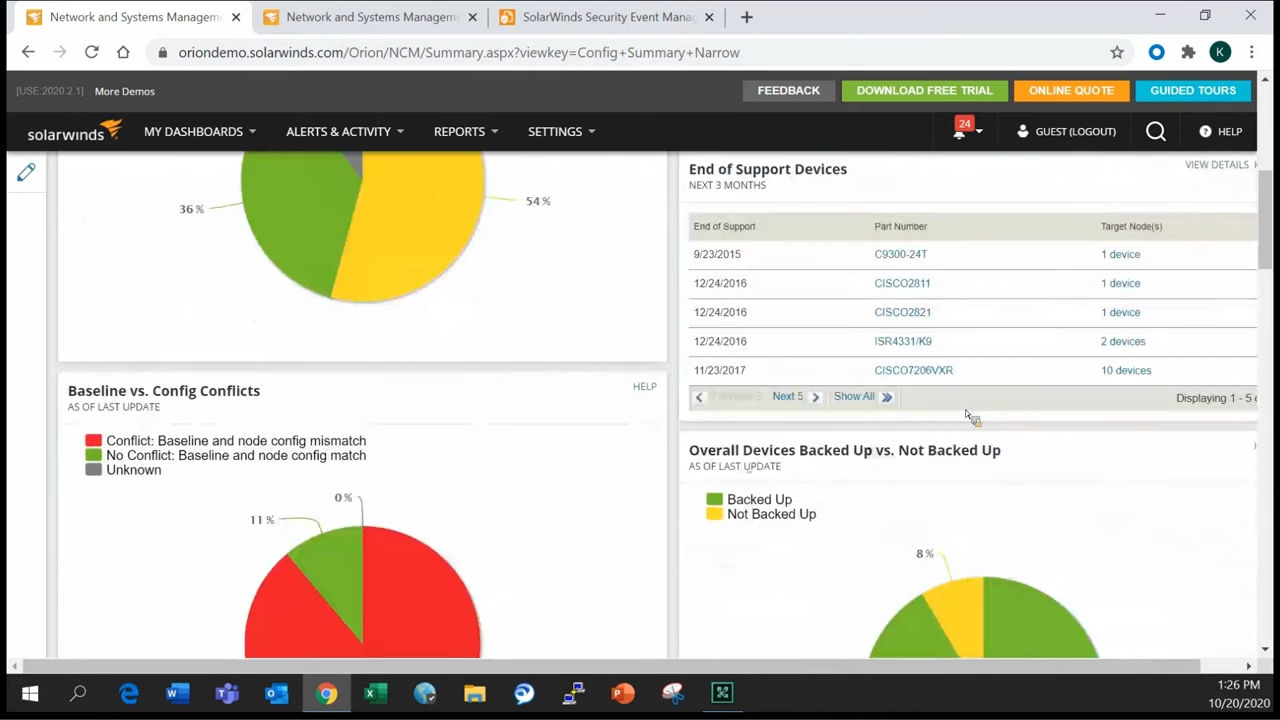 Network and Systems Manageme
Network and Systems Managem
SolarWinds Security Event Manag
oriondemo.solarwinds.com/Orion/NCM/Summary.aspx?viewkey=Config+Summary+Narrow
K
[USE 2020.2.1] More Demos
FEEDBACK
DOWNLOAD FREE TRIAL
ONLINE QUOTE
GUIDED TOURS
solarwinds
MY DASHBOARDS
ALERTS & ACTIVITY
REPORTS
SETTINGS
24
GUEST (LOGOUT)
HELP
36 %
54 %
End of Support Devices
VIEW DETAILS
NEXT 3 MONTHS
End of Support Part Number Target Node(s)
9/23/2015 C9300-24T 1 device
12/24/2016 CISCO2811 1 device
12/24/2016 CISCO2821 1 device
12/24/2016 ISR4331/K9 2 devices
11/23/2017 CISCO7206VXR 10 devices
Next 5 Show All Displaying 1 - 5
Baseline vs. Config Conflicts
HELP
AS OF LAST UPDATE
Conflict: Baseline and node config mismatch
No Conflict: Baseline and node config match
Unknown
0 %
11 %
Overall Devices Backed Up vs. Not Backed Up
AS OF LAST UPDATE
Backed Up
Not Backed Up
8 %
1:26 PM
10/20/2020